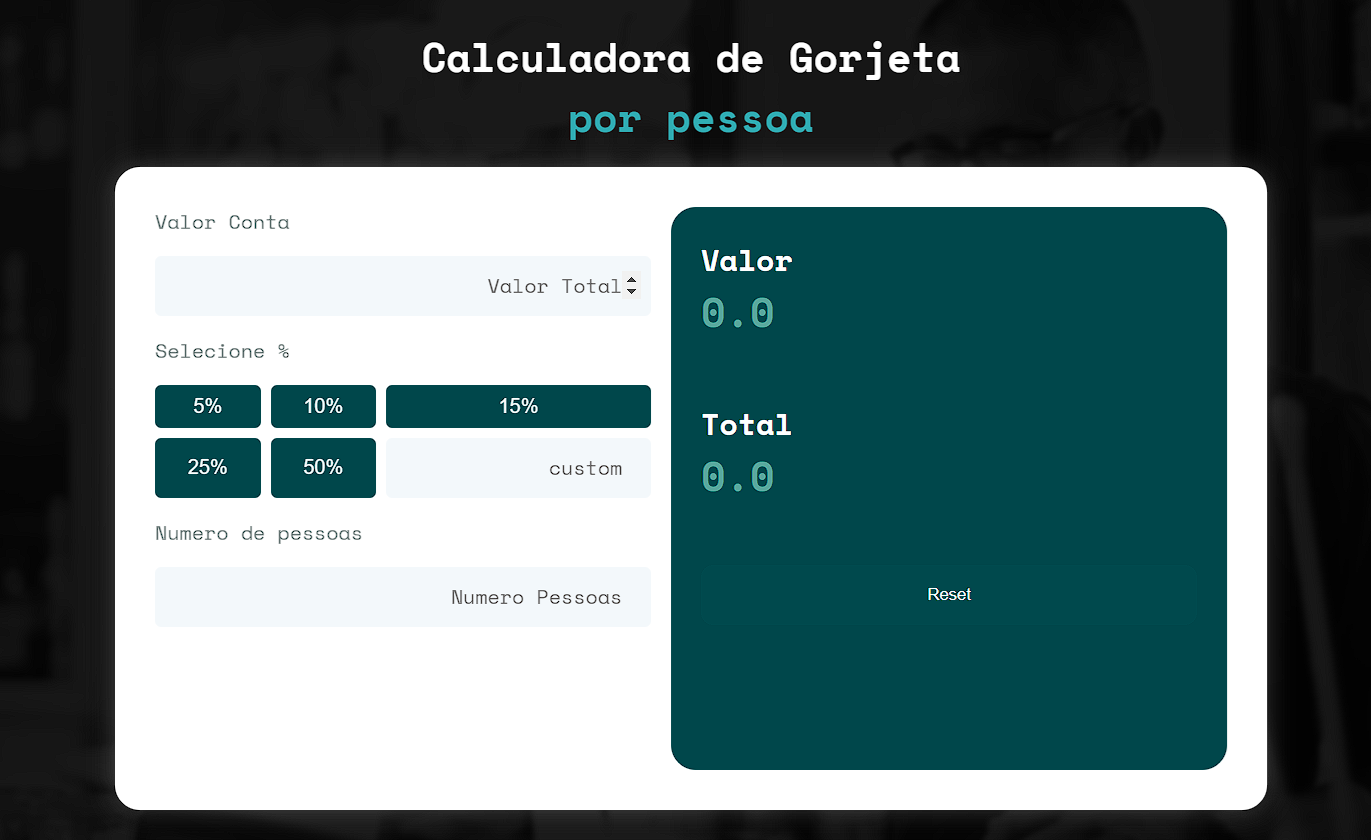 Calculadora de Gorjeta
por pessoa
Valor Conta
Valor Total
Selecione %
5% 10% 15%
25% 50% custom
Numero de pessoas
Numero Pessoas
Valor
0.0
Total
0.0
Reset